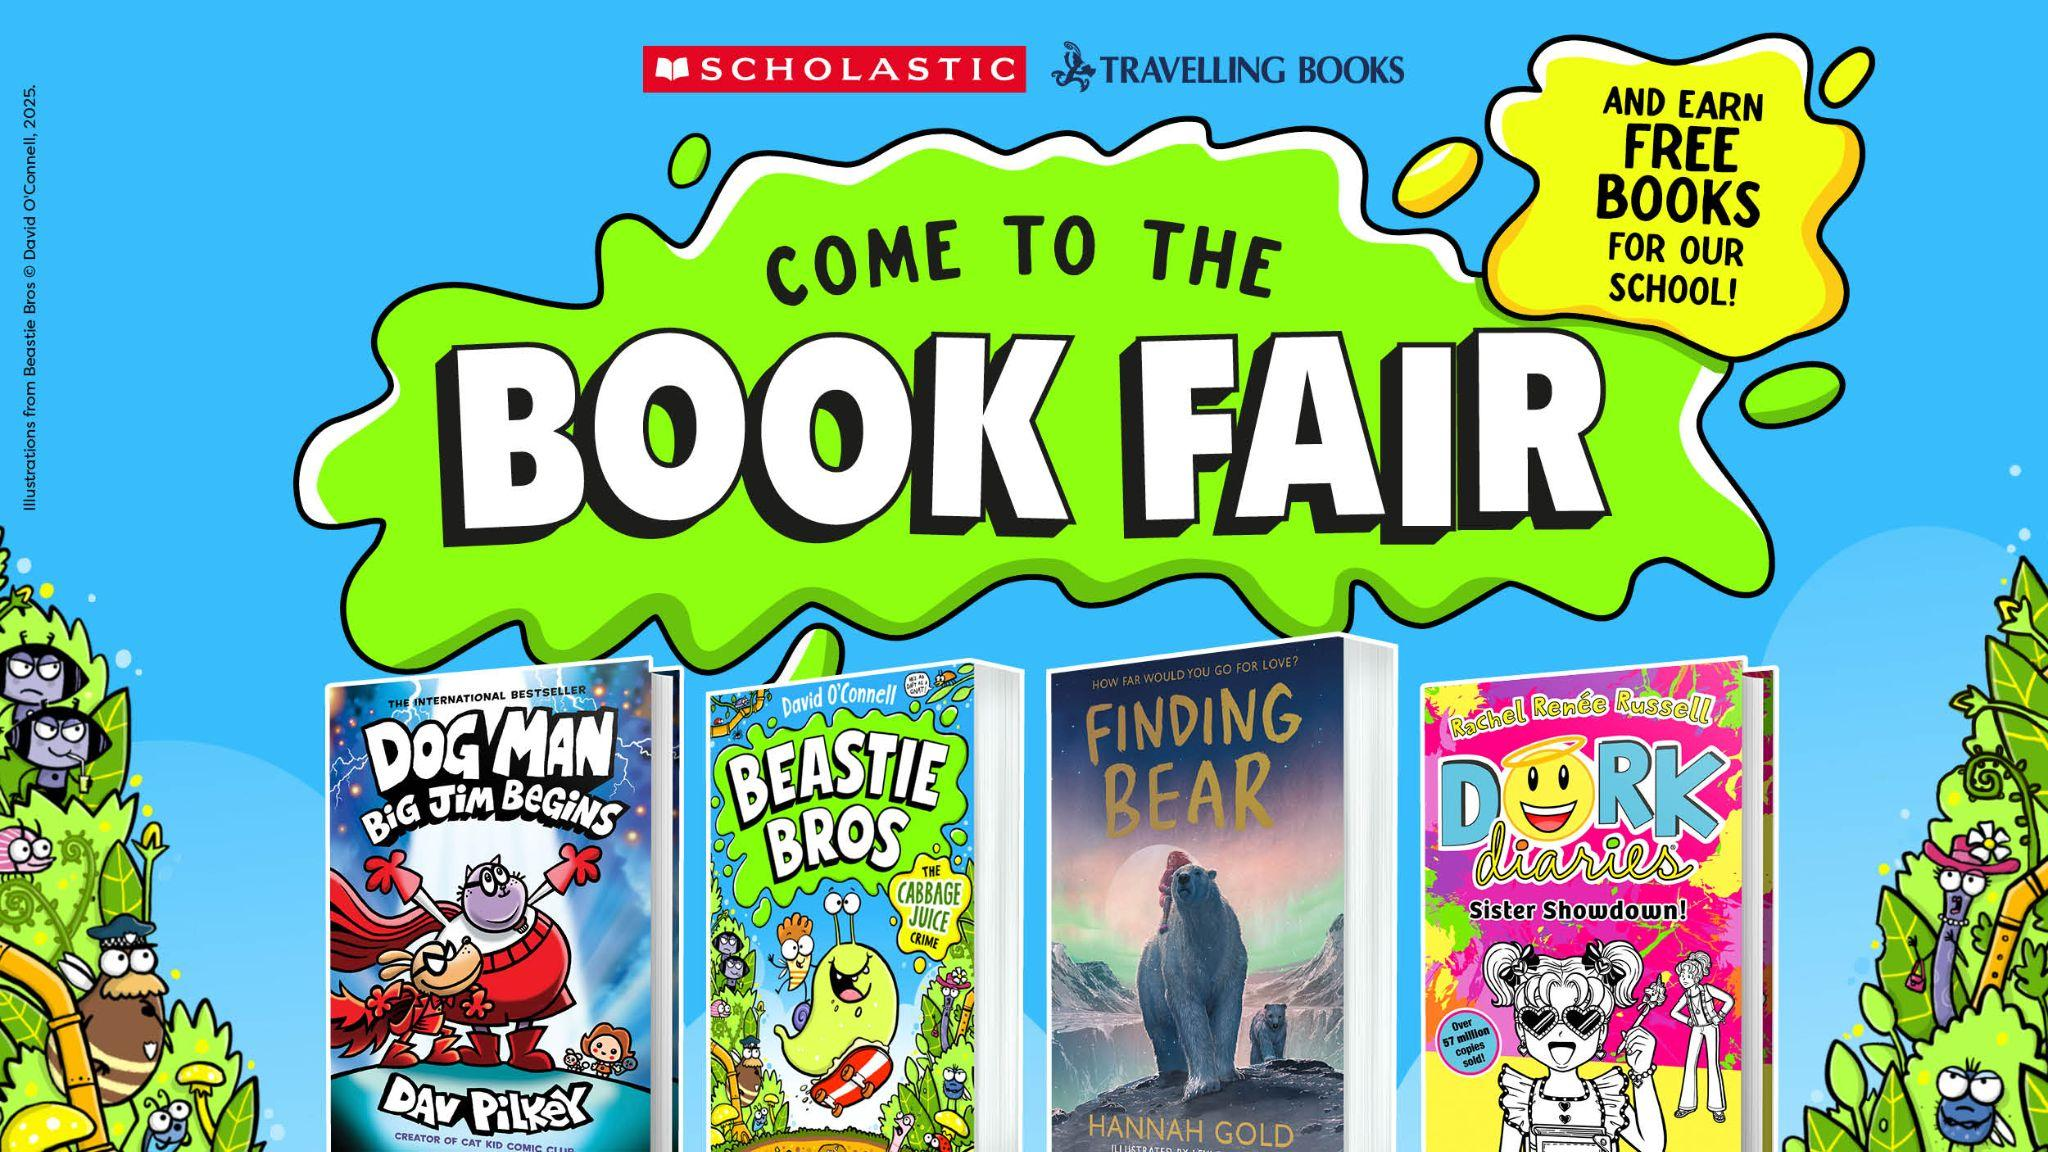 SCHOLASTIC
TRAVELLING BOOKS
COME TO THE
BOOK FAIR
AND EARN
FREE
BOOKS
FOR OUR
SCHOOL!
Illustrations from Beastie Bros © David O'Connell, 2025.
THE INTERNATIONAL BESTSELLER
DOG MAN
BIG JIM BEGINS
DAV PILKEY
CREATOR OF CAT KID COMIC CLUB
David O'Connell
BEASTIE
BROS
THE
CABBAGE
JUICE
CRIME
HOW FAR WOULD YOU GO FOR LOVE?
FINDING
BEAR
HANNAH GOLD
ILLUSTRATED BY
Rachel Renée Russell
DORK
diaries
Sister Showdown!
Over
57 million
copies
sold!